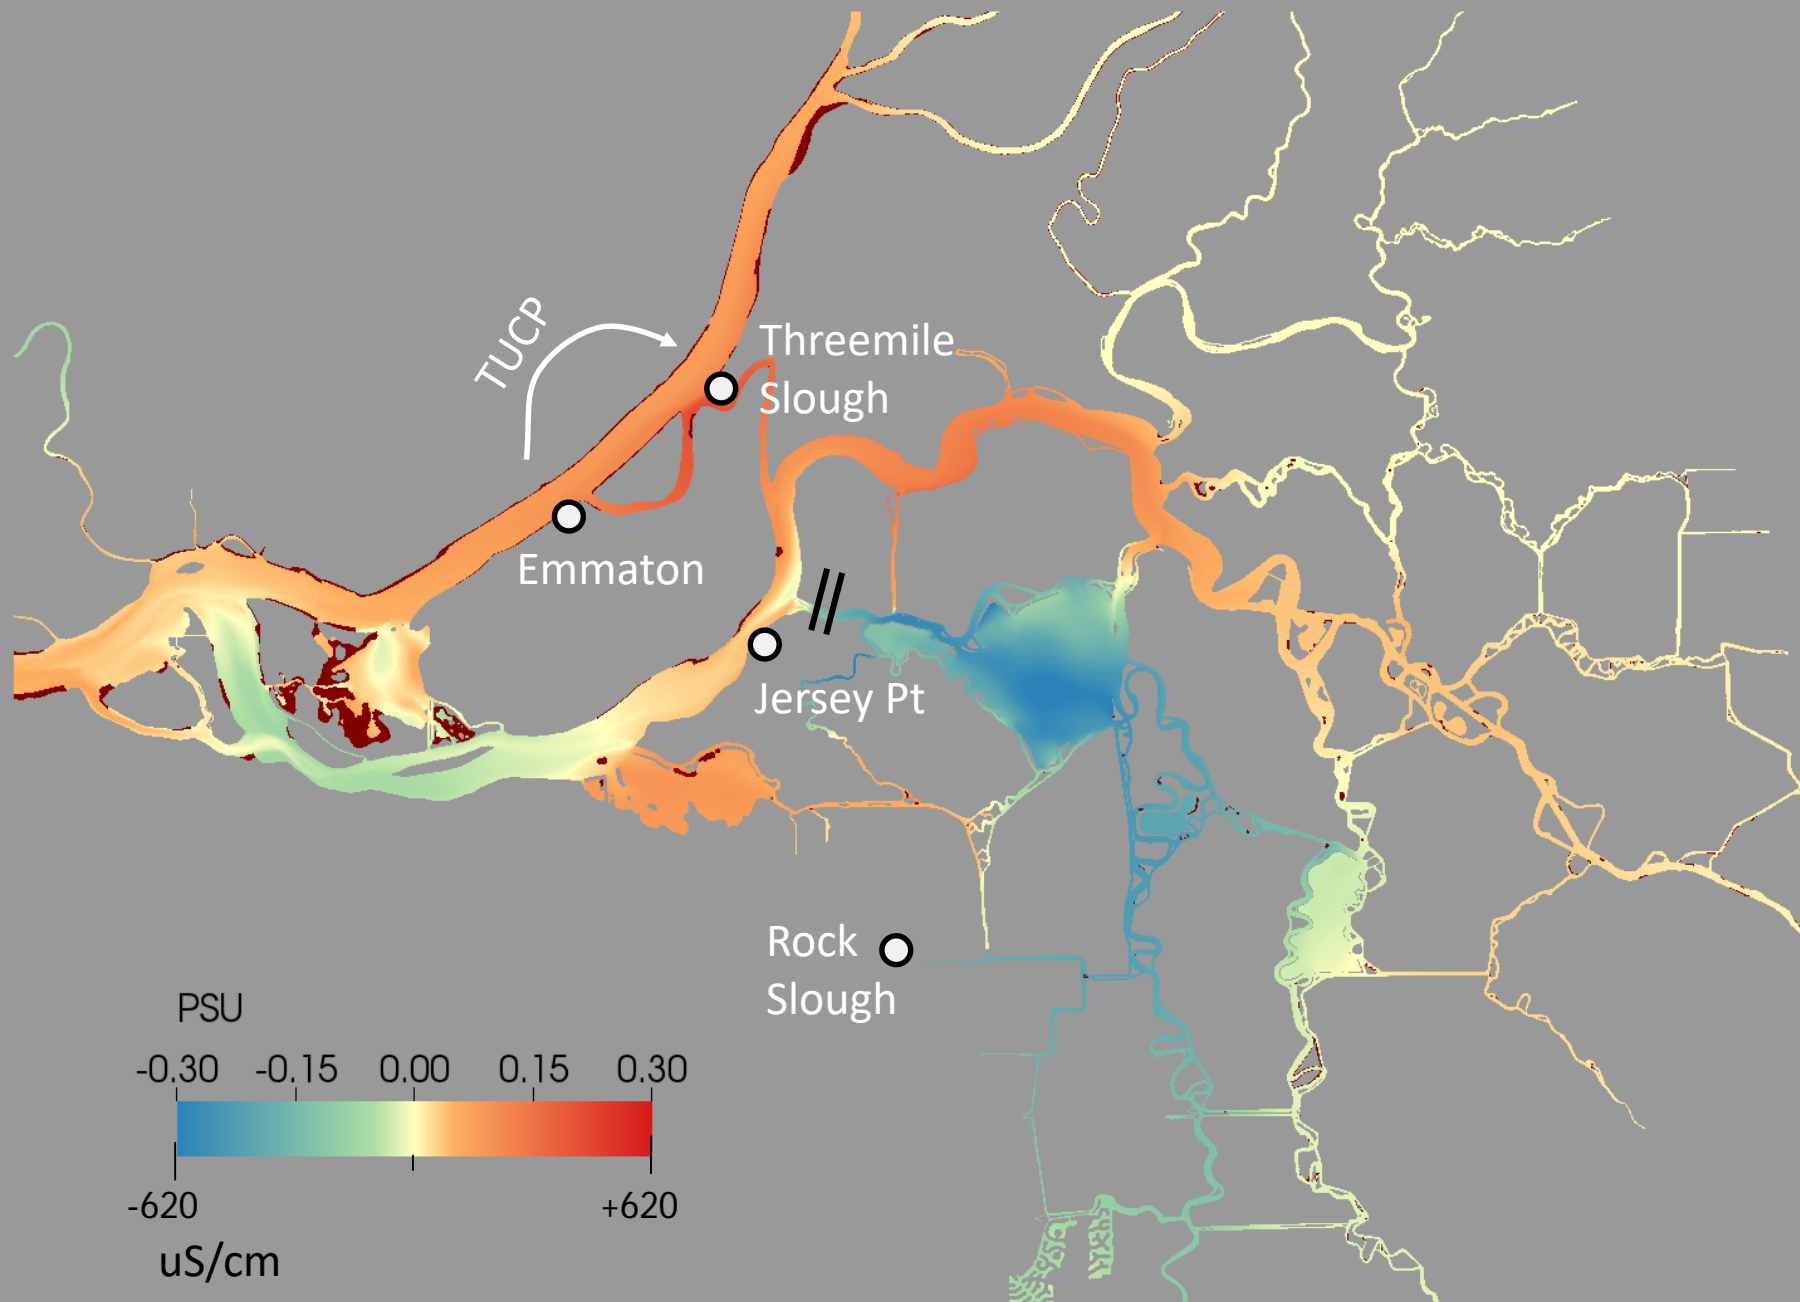 TUCP
Threemile
Slough
Emmaton
Jersey Pt
Rock
Slough
PSU
-0.30 -0.15 0.00 0.15 0.30
-620 +620
uS/cm